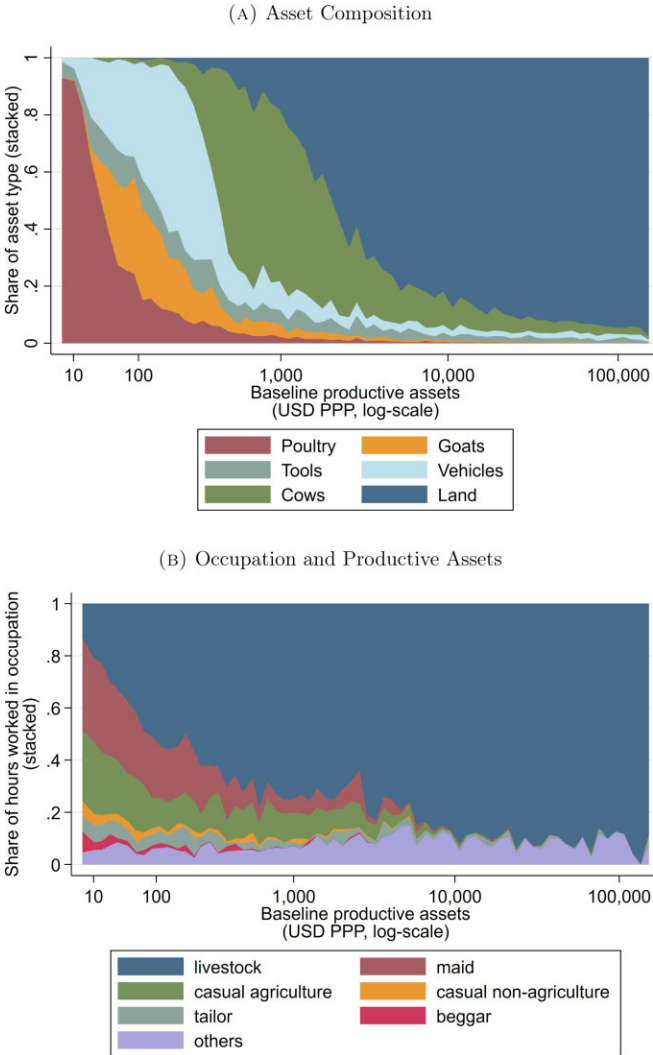 (A) Asset Composition
Share of asset type (stacked)
1
.8
.6
.4
.2
0
10 100 1,000 10,000 100,000
Baseline productive assets
(USD PPP, log-scale)
Poultry Goats
Tools Vehicles
Cows Land
(B) Occupation and Productive Assets
Share of hours worked in occupation
(stacked)
1
.8
.6
.4
.2
0
10 100 1,000 10,000 100,000
Baseline productive assets
(USD PPP, log-scale)
livestock maid
casual agriculture casual non-agriculture
tailor beggar
others